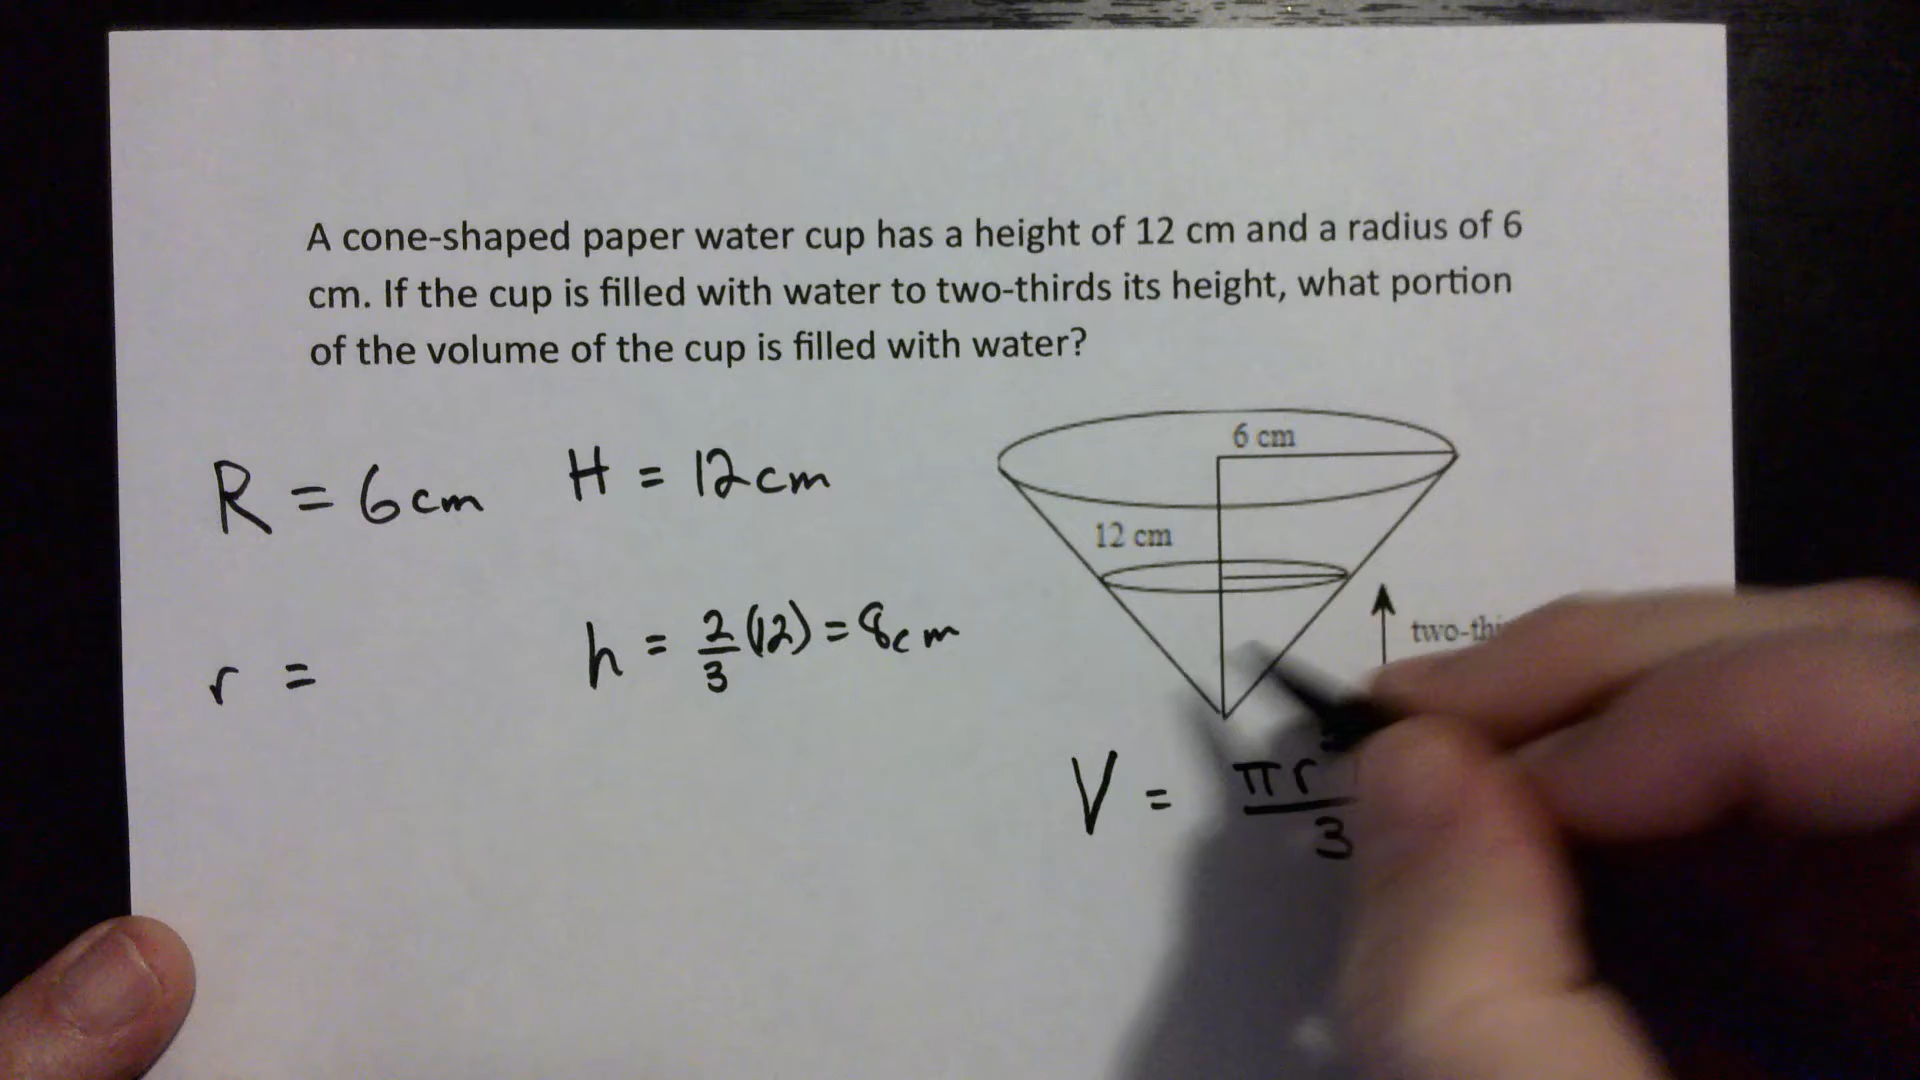 A cone-shaped paper water cup has a height of 12 cm and a radius of 6
cm. If the cup is filled with water to two-thirds its height, what portion
of the volume of the cup is filled with water?
6 cm
R = 6cm H = 12cm
12 cm
h = 2/3 (12) = 8cm
r =
V = πr/3